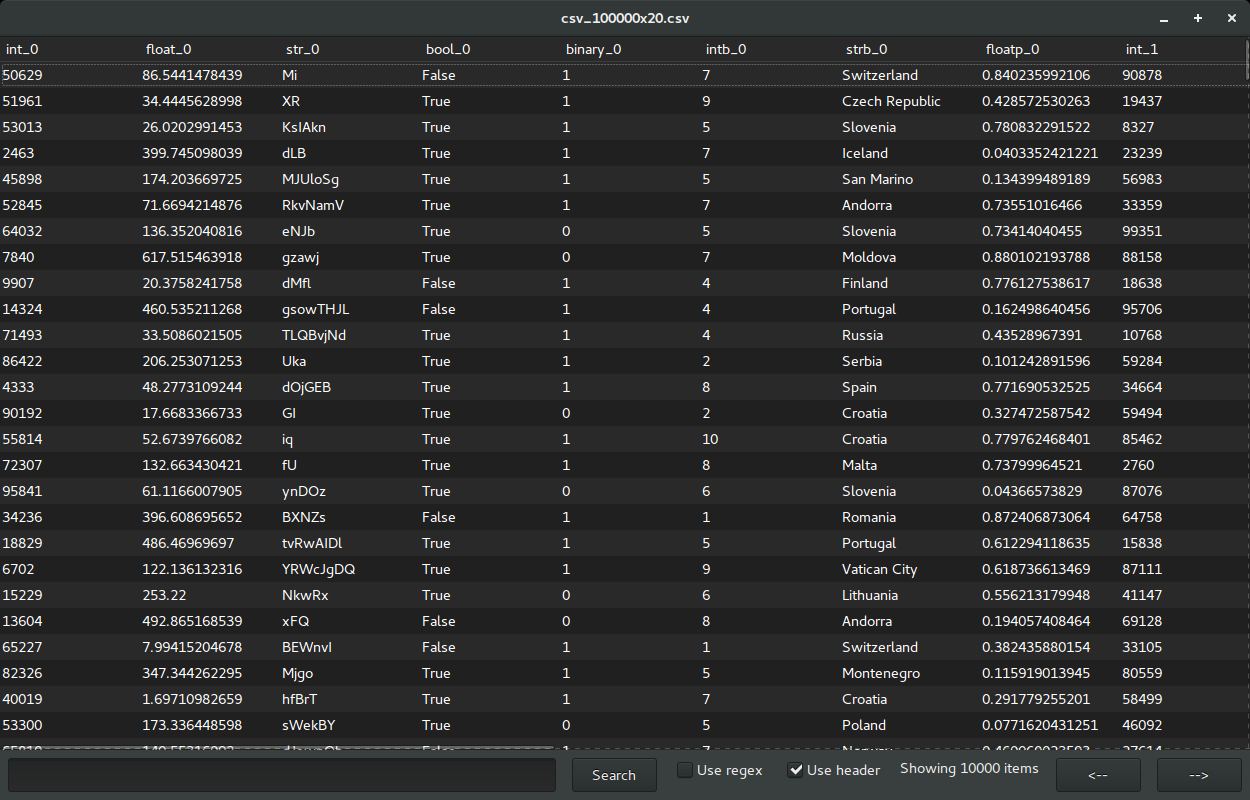 csv_100000x20.csv
int_0 float_0 str_0 bool_0 binary_0 intb_0 strb_0 floatp_0 int_1
50629 86.5441478439 Mi False 1 7 Switzerland 0.840235992106 90878
51961 34.4445628998 XR True 1 9 Czech Republic 0.428572530263 19437
53013 26.0202991453 KsIAkn True 1 5 Slovenia 0.780832291522 8327
2463 399.745098039 dLB True 1 7 Iceland 0.0403352421221 23239
45898 174.203669725 MJUloSg True 1 5 San Marino 0.134399489189 56983
52845 71.6694214876 RkvNamV True 1 7 Andorra 0.73551016466 33359
64032 136.352040816 eNJb True 0 5 Slovenia 0.73414040455 99351
7840 617.515463918 gzawj True 0 7 Moldova 0.880102193788 88158
9907 20.3758241758 dMfl False 1 4 Finland 0.776127538617 18638
14324 460.535211268 gsowTHJL False 1 4 Portugal 0.162498640456 95706
71493 33.5086021505 TLQBvjNd True 1 4 Russia 0.43528967391 10768
86422 206.253071253 Uka True 1 2 Serbia 0.101242891596 59284
4333 48.2773109244 dOjGEB True 1 8 Spain 0.771690532525 34664
90192 17.6683366733 GI True 0 2 Croatia 0.327472587542 59494
55814 52.6739766082 iq True 1 10 Croatia 0.779762468401 85462
72307 132.663430421 fU True 1 8 Malta 0.73799964521 2760
95841 61.1166007905 ynDOz True 0 6 Slovenia 0.04366573829 87076
34236 396.608695652 BXNZs False 1 1 Romania 0.872406873064 64758
18829 486.46969697 tvRwAIDl True 1 5 Portugal 0.612294118635 15838
6702 122.136132316 YRWcJgDQ True 1 9 Vatican City 0.618736613469 87111
15229 253.22 NkwRx True 0 6 Lithuania 0.556213179948 41147
13604 492.865168539 xFQ False 0 8 Andorra 0.194057408464 69128
65227 7.99415204678 BEWnvI False 1 1 Switzerland 0.382435880154 33105
82326 347.344262295 Mjgo True 1 5 Montenegro 0.115919013945 80559
40019 1.69710982659 hfBrT True 1 7 Croatia 0.291779255201 58499
53300 173.336448598 sWekBY True 0 5 Poland 0.0771620431251 46092
False 1 7 Norway
Search Use regex Use header Showing 10000 items <-- -->